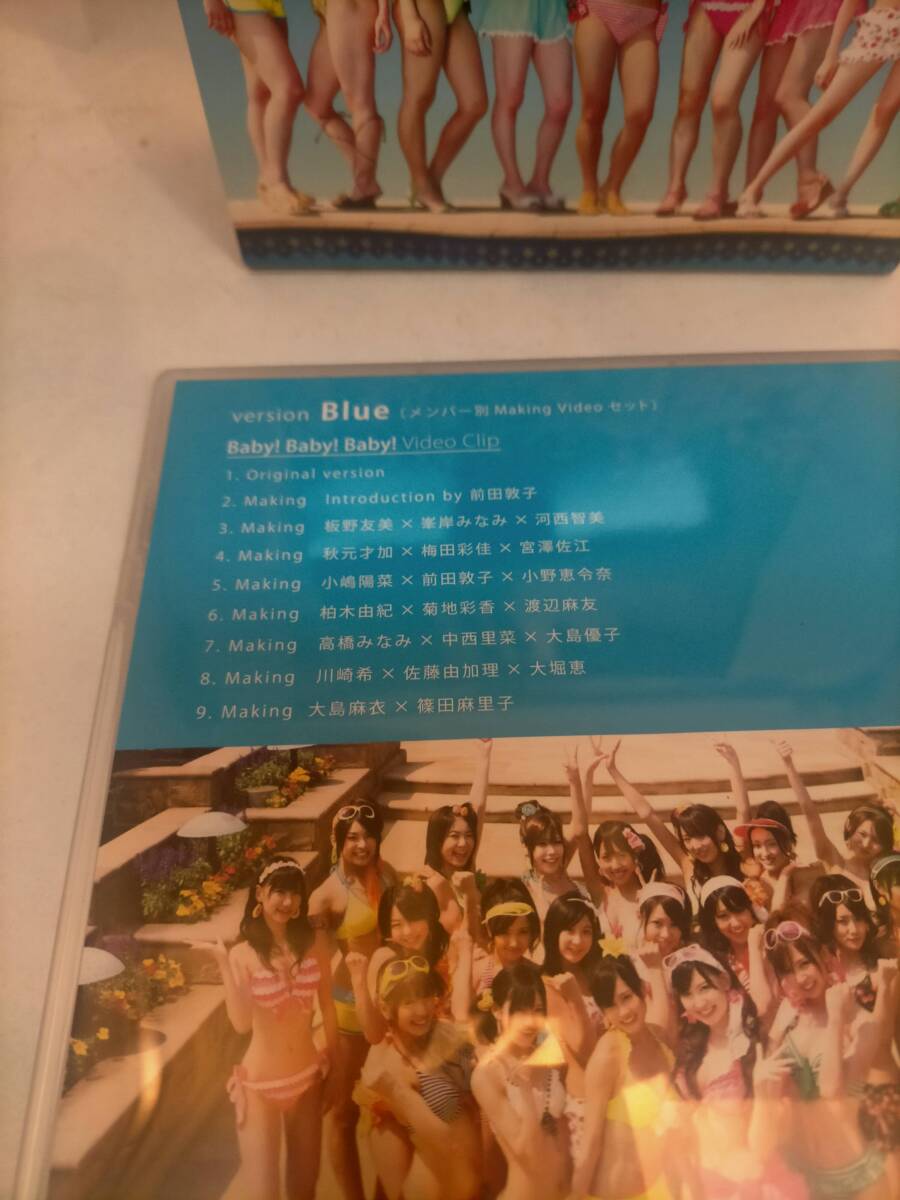 version Blue (メンバー別 Making Video セット)
Baby! Baby! Baby! Video Clip
1. Original version
2. Making Introduction by 前田敦子
3. Making 板野友美 × 峯岸みなみ × 河西智美
4. Making 秋元才加 × 梅田彩佳 × 宮澤佐江
5. Making 小嶋陽菜 × 前田敦子 × 小野恵令奈
6. Making 柏木由紀 × 菊地彩香 × 渡辺麻友
7. Making 高橋みなみ × 中西里菜 × 大島優子
8. Making 川崎希 × 佐藤由加理 × 大堀恵
9. Making 大島麻衣 × 篠田麻里子